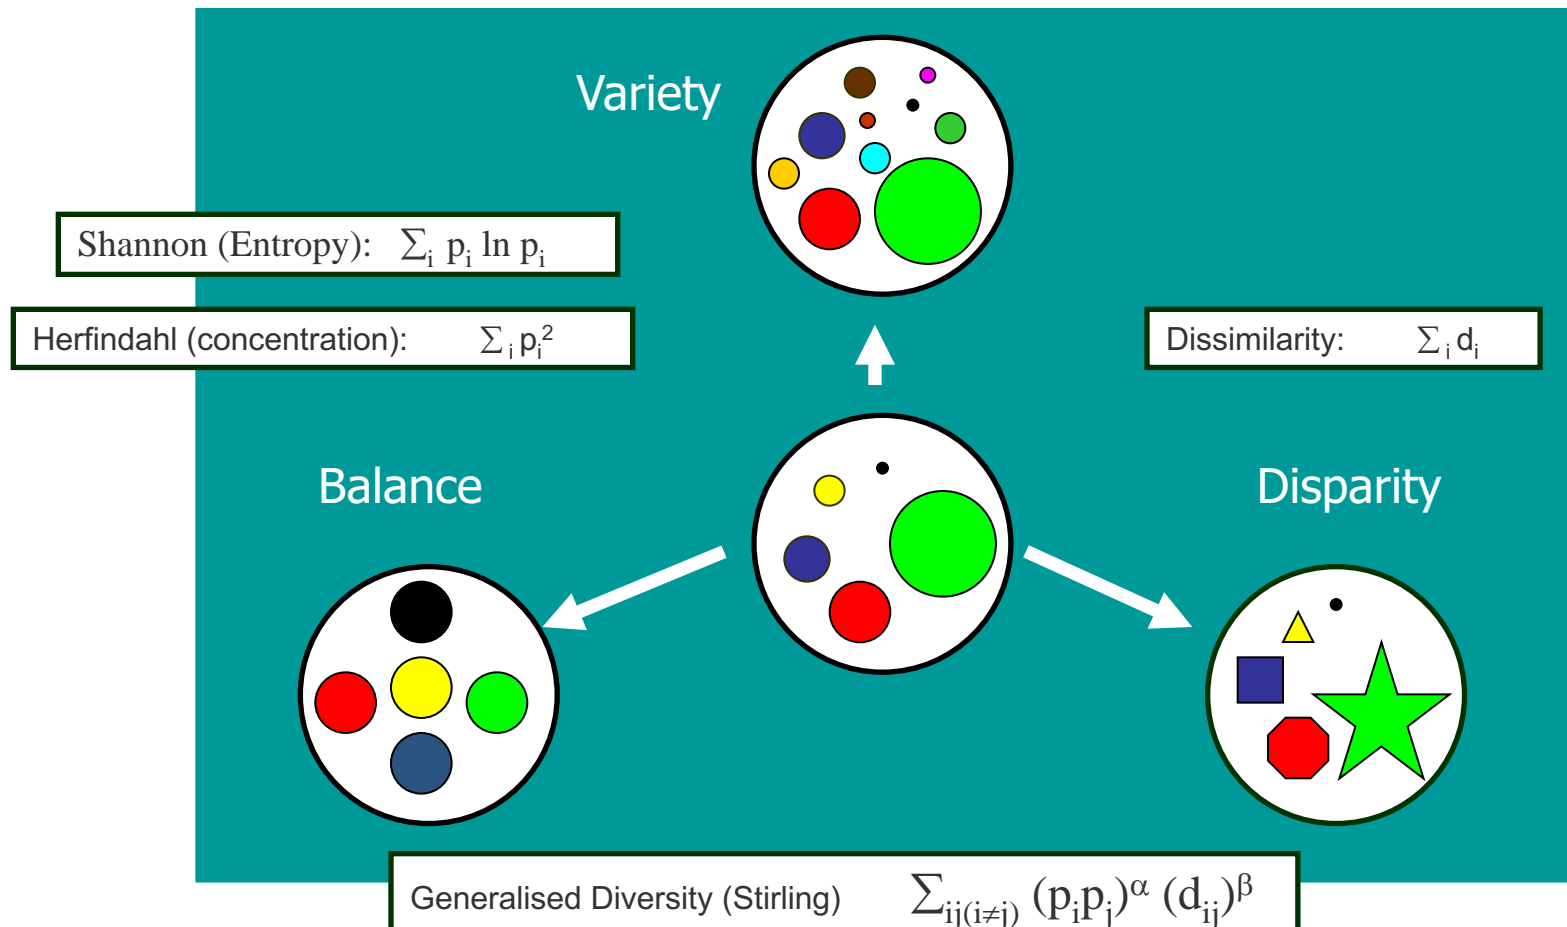 Variety
Shannon (Entropy): ∑i pi ln pi
Herfindahl (concentration): ∑i pi²
Dissimilarity: ∑i di
Balance
Disparity
Generalised Diversity (Stirling) ∑ij(i≠j) (pipj)^α (dij)^β